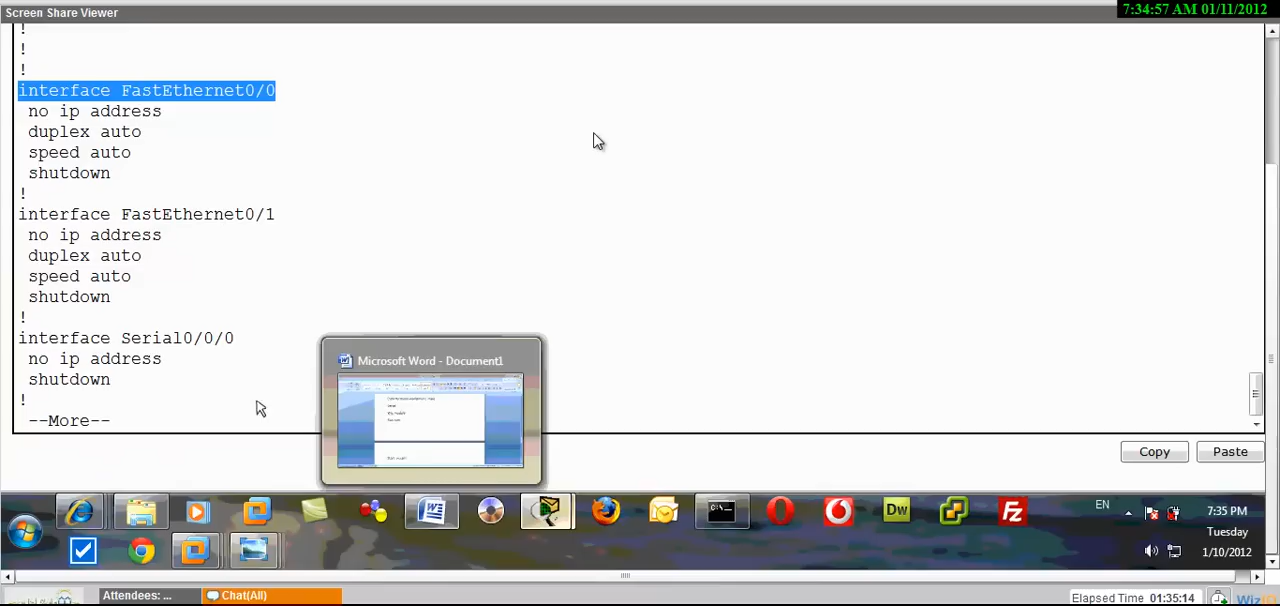 Screen Share Viewer
7:34:57 AM 01/11/2012
!
!
!
interface FastEthernet0/0
no ip address
duplex auto
speed auto
shutdown
!
interface FastEthernet0/1
no ip address
duplex auto
speed auto
shutdown
!
interface Serial0/0/0
no ip address
shutdown
!
--More--
Microsoft Word - Document1
Copy
Paste
EN
Dw
Fz
7:35 PM
Tuesday
1/10/2012
Attendees: ...
Chat(All)
Elapsed Time
01:35:14
WizIQ